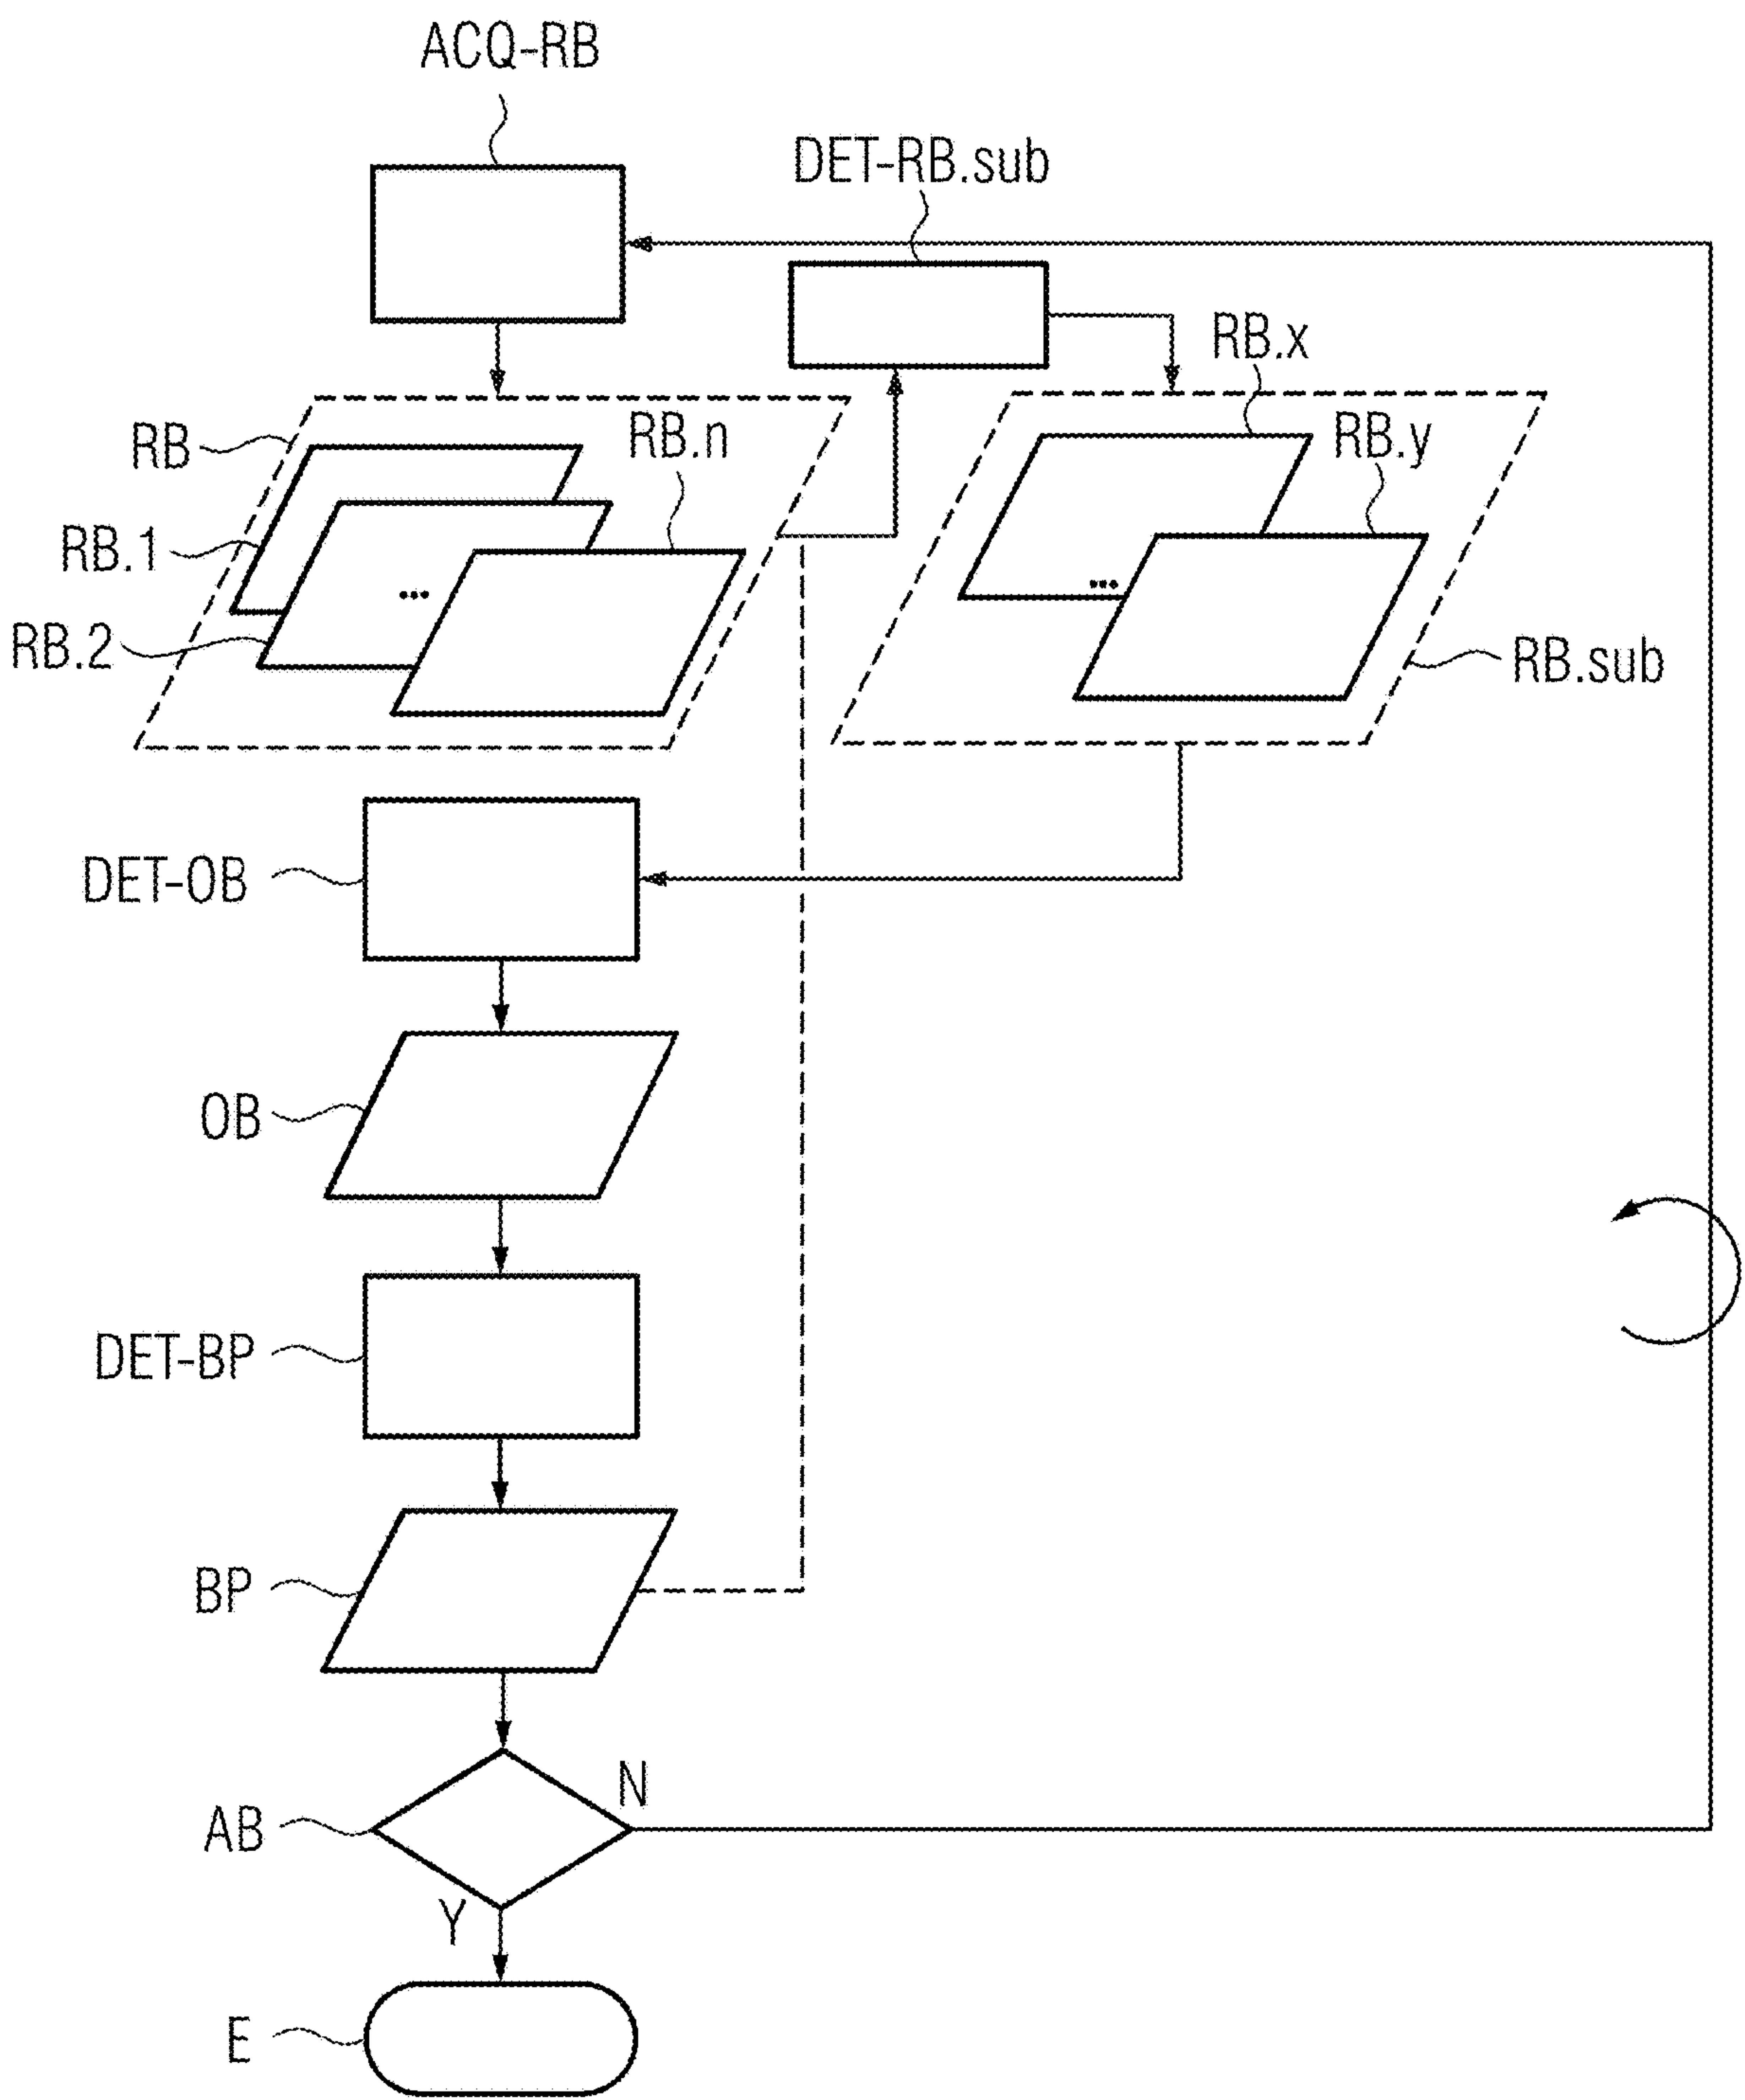 ACQ-RB
DET-RB.sub
RB.x
RB
RB.n
RB.y
RB.1
...
...
RB.2
RB.sub
DET-OB
OB
DET-BP
BP
N
AB
Y
E